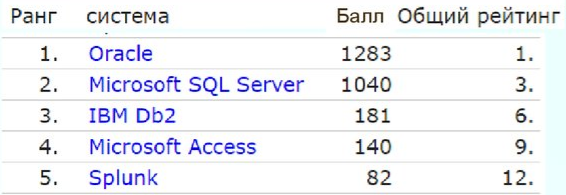 Ранг система Балл Общий рейтинг
1. Oracle 1283 1.
2. Microsoft SQL Server 1040 3.
3. IBM Db2 181 6.
4. Microsoft Access 140 9.
5. Splunk 82 12.